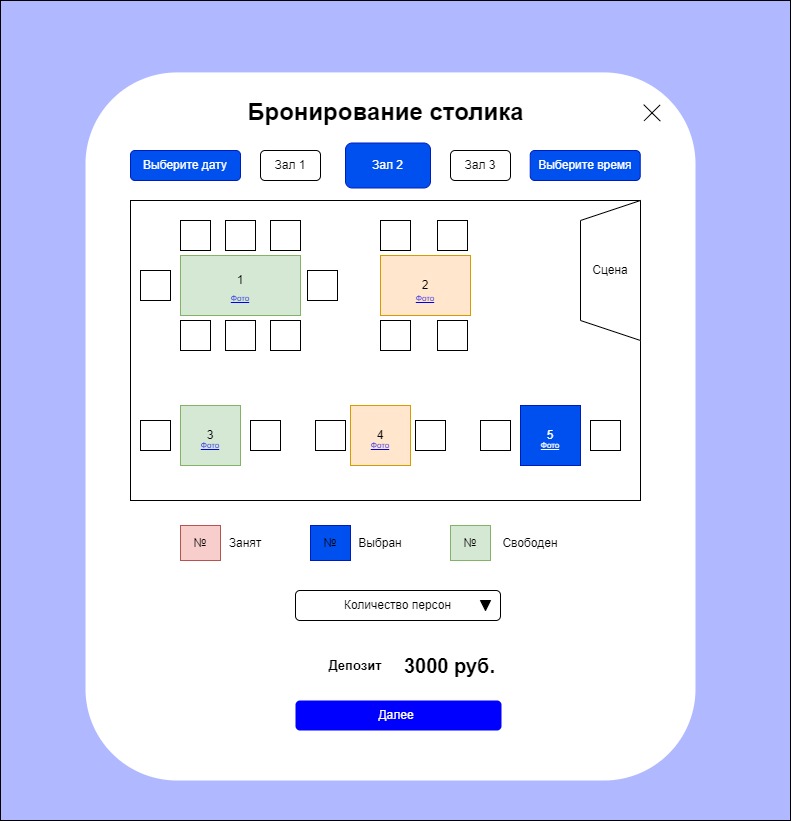 Бронирование столика
Выберите дату
Зал 1
Зал 2
Зал 3
Выберите время
1
Фото
2
Фото
Сцена
3
Фото
4
Фото
5
Фото
№ Занят
№ Выбран
№ Свободен
Количество персон
Депозит 3000 руб.
Далее